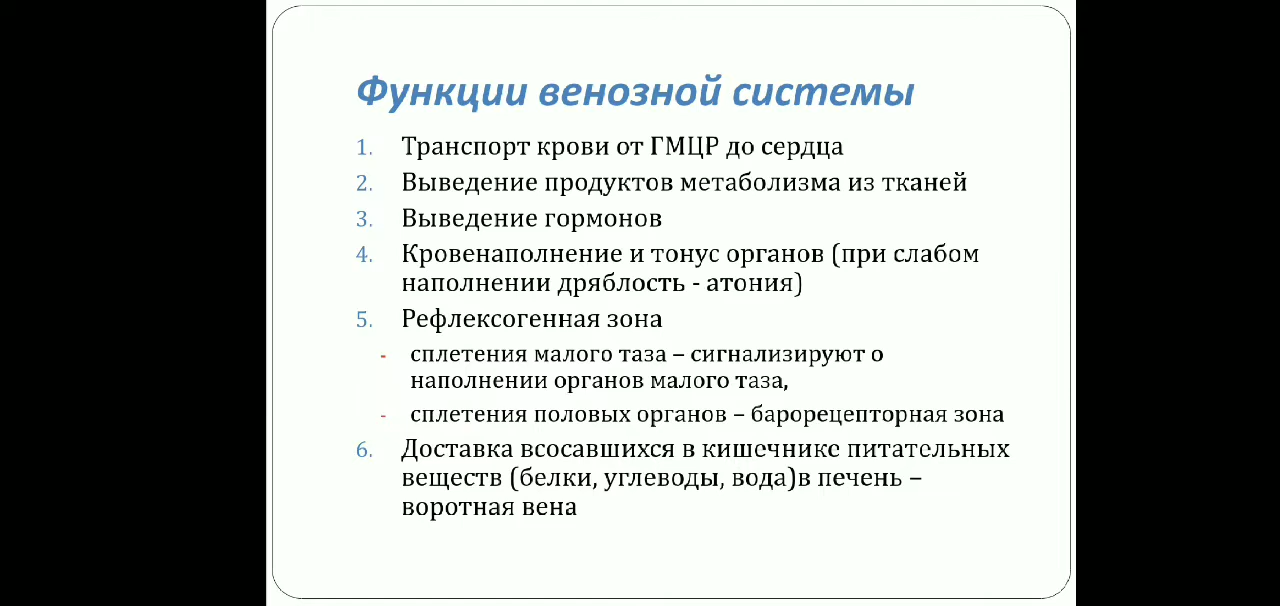 Функции венозной системы
1. Транспорт крови от ГМЦР до сердца
2. Выведение продуктов метаболизма из тканей
3. Выведение гормонов
4. Кровенаполнение и тонус органов (при слабом
наполнении дряблость - атония)
5. Рефлексогенная зона
- сплетения малого таза – сигнализируют о
наполнении органов малого таза,
- сплетения половых органов – барорецепторная зона
6. Доставка всосавшихся в кишечнике питательных
веществ (белки, углеводы, вода)в печень –
воротная вена